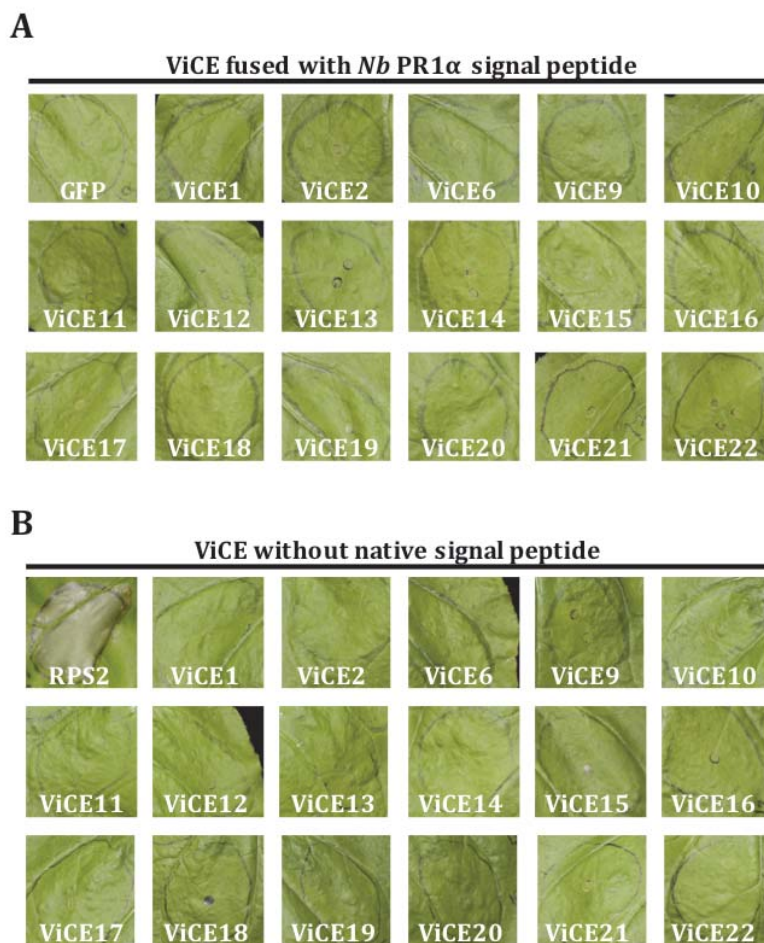 A
ViCE fused with Nb PR1α signal peptide
GFP ViCE1 ViCE2 ViCE6 ViCE9 ViCE10
ViCE11 ViCE12 ViCE13 ViCE14 ViCE15 ViCE16
ViCE17 ViCE18 ViCE19 ViCE20 ViCE21 ViCE22
B
ViCE without native signal peptide
RPS2 ViCE1 ViCE2 ViCE6 ViCE9 ViCE10
ViCE11 ViCE12 ViCE13 ViCE14 ViCE15 ViCE16
ViCE17 ViCE18 ViCE19 ViCE20 ViCE21 ViCE22